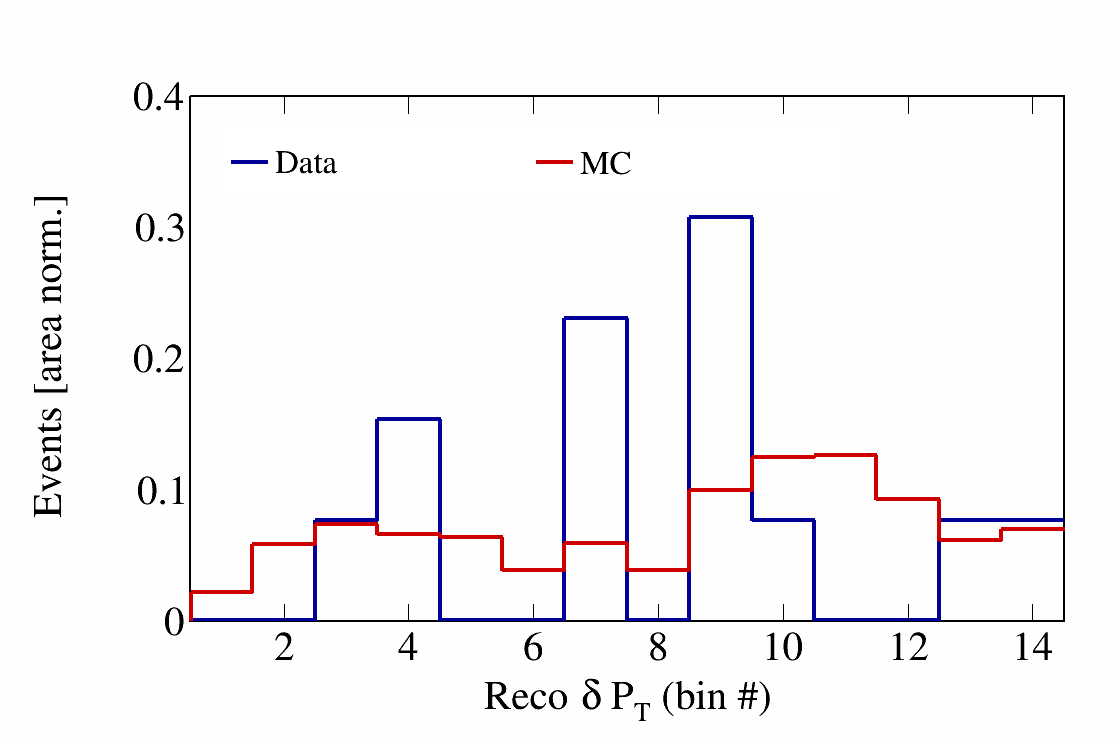 0.4
Data MC
0.3
0.2
0.1
0
2 4 6 8 10 12 14
Events [area norm.]
Reco δ P_T (bin #)